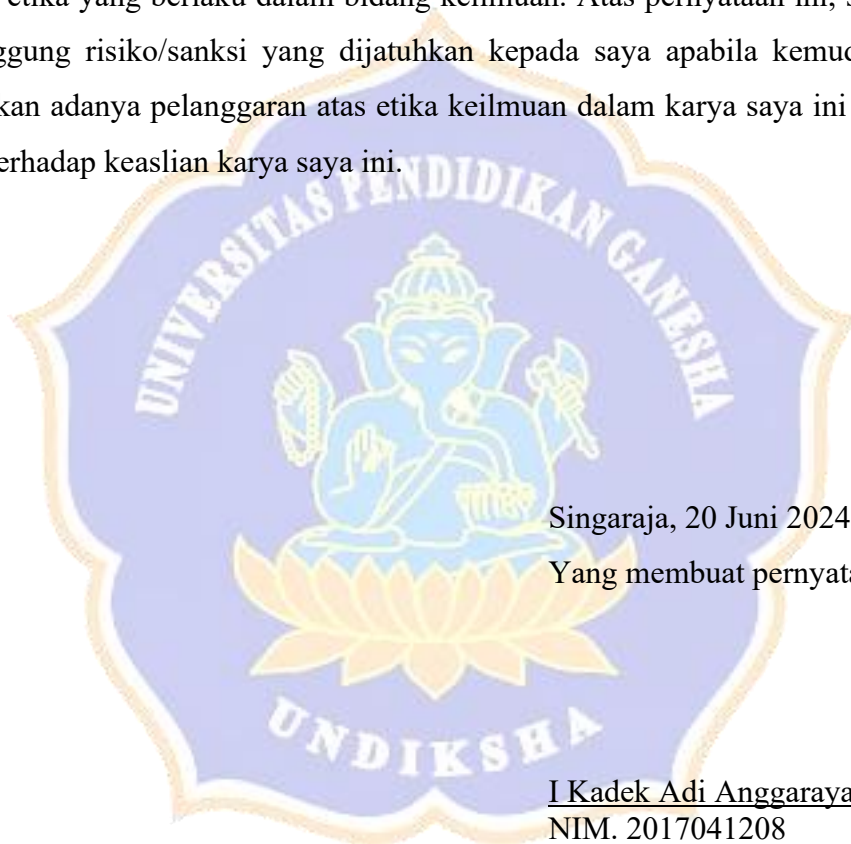 etika yang berlaku dalam bidang keilmuan. Atas pernyataan ini, s
ggung risiko/sanksi yang dijatuhkan kepada saya apabila kemud
kan adanya pelanggaran atas etika keilmuan dalam karya saya ini
erhadap keaslian karya saya ini.
UNIVERSITAS PENDIDIKAN GANESHA
Singaraja, 20 Juni 2024
Yang membuat pernyata
UNDIKSHA
I Kadek Adi Anggaraya
NIM. 2017041208